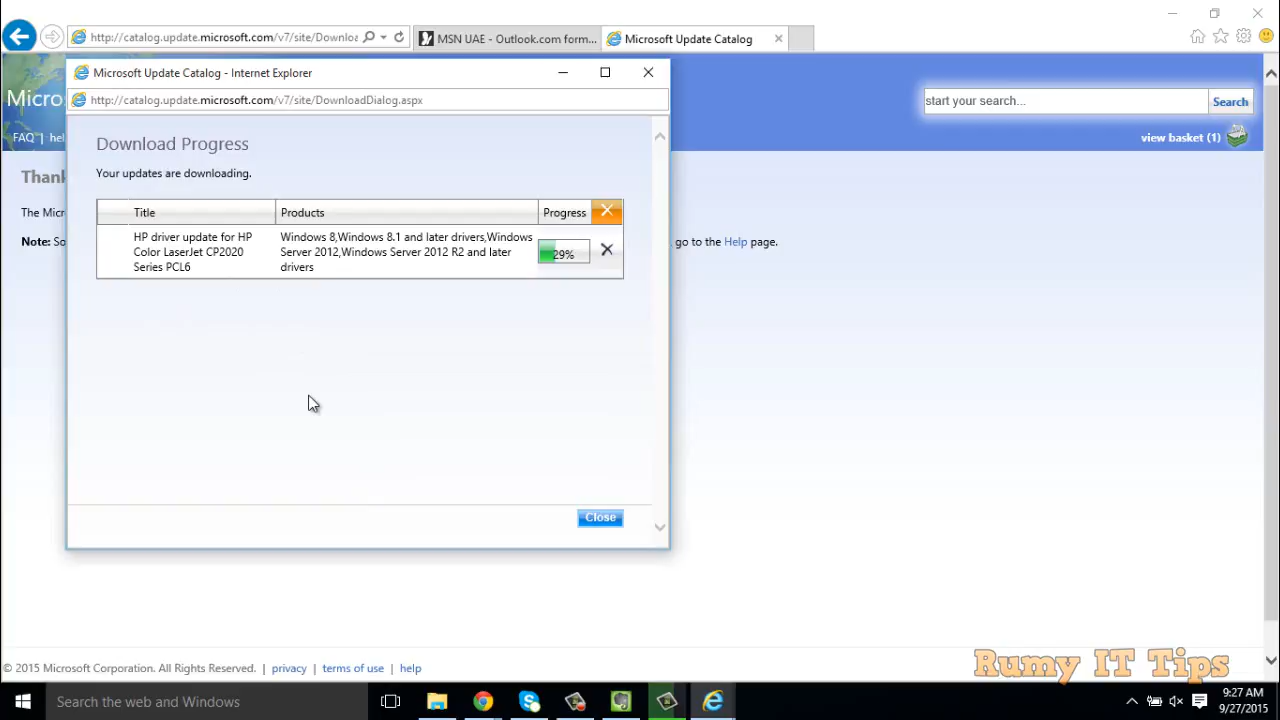 http://catalog.update.microsoft.com/v7/site/Downloa
MSN UAE - Outlook.com form...
Microsoft Update Catalog
Microsoft Update Catalog - Internet Explorer
http://catalog.update.microsoft.com/v7/site/DownloadDialog.aspx
Micro
start your search...
Search
FAQ | hel
view basket (1)
Download Progress
Your updates are downloading.
Title
Products
Progress
HP driver update for HP
Color LaserJet CP2020
Series PCL6
Windows 8,Windows 8.1 and later drivers,Windows
Server 2012,Windows Server 2012 R2 and later
drivers
29%
Thank
The Micr
Note: So
, go to the Help page.
Close
© 2015 Microsoft Corporation. All Rights Reserved. | privacy | terms of use | help
Rumy IT Tips
Search the web and Windows
9:27 AM
9/27/2015